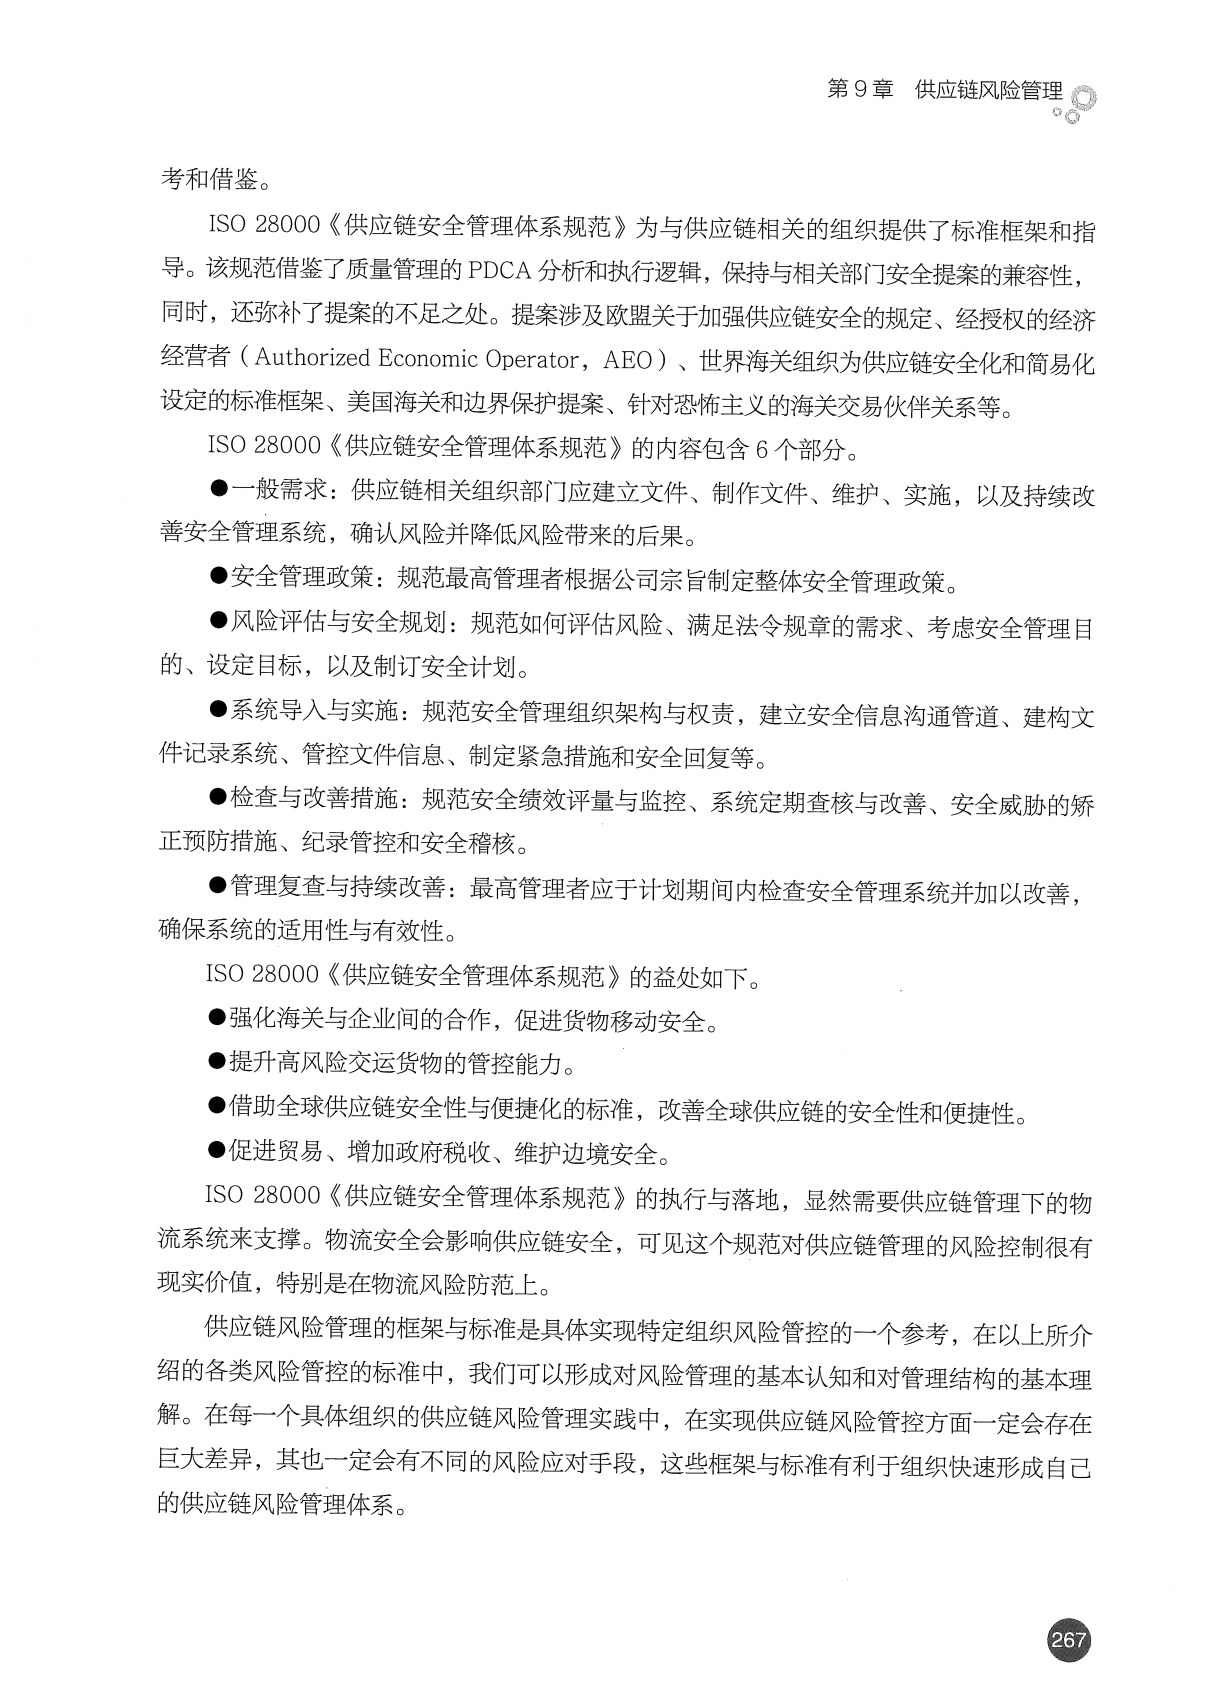 第 9 章　供应链风险管理
考和借鉴。
ISO 28000《供应链安全管理体系规范》为与供应链相关的组织提供了标准框架和指
导。该规范借鉴了质量管理的 PDCA 分析和执行逻辑，保持与相关部门安全提案的兼容性，
同时，还弥补了提案的不足之处。提案涉及欧盟关于加强供应链安全的规定、经授权的经济
经营者（Authorized Economic Operator，AEO）、世界海关组织为供应链安全化和简易化
设定的标准框架、美国海关和边界保护提案、针对恐怖主义的海关交易伙伴关系等。
ISO 28000《供应链安全管理体系规范》的内容包含 6 个部分。
●一般需求：供应链相关组织部门应建立文件、制作文件、维护、实施，以及持续改
善安全管理系统，确认风险并降低风险带来的后果。
●安全管理政策：规范最高管理者根据公司宗旨制定整体安全管理政策。
●风险评估与安全规划：规范如何评估风险、满足法令规章的需求、考虑安全管理目
的、设定目标，以及制订安全计划。
●系统导入与实施：规范安全管理组织架构与权责，建立安全信息沟通管道、建构文
件记录系统、管控文件信息、制定紧急措施和安全回复等。
●检查与改善措施：规范安全绩效评量与监控、系统定期查核与改善、安全威胁的矫
正预防措施、纪录管控和安全稽核。
●管理复查与持续改善：最高管理者应于计划期间内检查安全管理系统并加以改善，
确保系统的适用性与有效性。
ISO 28000《供应链安全管理体系规范》的益处如下。
●强化海关与企业间的合作，促进货物移动安全。
●提升高风险交运货物的管控能力。
●借助全球供应链安全性与便捷化的标准，改善全球供应链的安全性和便捷性。
●促进贸易、增加政府税收、维护边境安全。
ISO 28000《供应链安全管理体系规范》的执行与落地，显然需要供应链管理下的物
流系统来支撑。物流安全会影响供应链安全，可见这个规范对供应链管理的风险控制很有
现实价值，特别是在物流风险防范上。
供应链风险管理的框架与标准是具体实现特定组织风险管控的一个参考，在以上所介
绍的各类风险管控的标准中，我们可以形成对风险管理的基本认知和对管理结构的基本理
解。在每一个具体组织的供应链风险管理实践中，在实现供应链风险管控方面一定会存在
巨大差异，其也一定会有不同的风险应对手段，这些框架与标准有利于组织快速形成自己
的供应链风险管理体系。
267